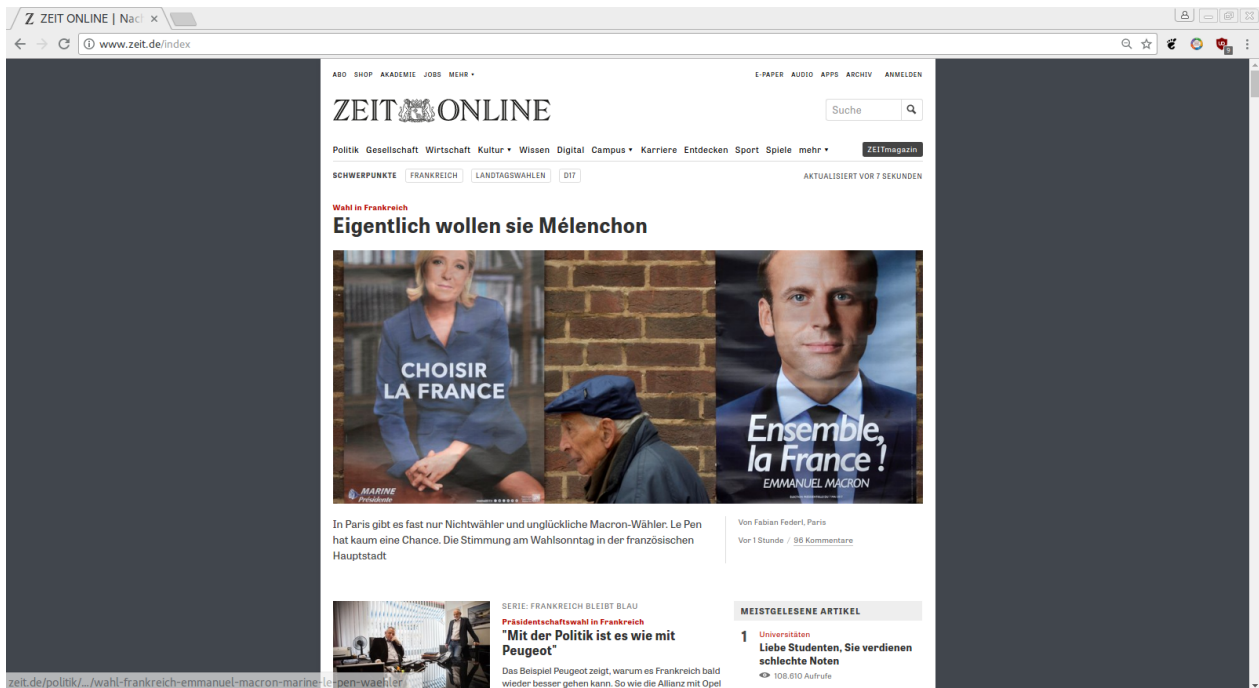 ZEIT ONLINE | Nac
www.zeit.de/index
ABO SHOP AKADEMIE JOBS MEHR
E-PAPER AUDIO APPS ARCHIV ANMELDEN
ZEIT ONLINE
Suche
Politik Gesellschaft Wirtschaft Kultur Wissen Digital Campus Karriere Entdecken Sport Spiele mehr ZEITmagazin
SCHWERPUNKTE FRANKREICH LANDTAGSWAHLEN D17 AKTUALISIERT VOR 7 SEKUNDEN
Wahl in Frankreich
Eigentlich wollen sie Mélenchon
CHOISIR
LA FRANCE
MARINE
Présidente
Ensemble,
la France !
EMMANUEL MACRON
In Paris gibt es fast nur Nichtwähler und unglückliche Macron-Wähler. Le Pen
hat kaum eine Chance. Die Stimmung am Wahlsonntag in der französischen
Hauptstadt
Von Fabian Federl, Paris
Vor 1 Stunde / 96 Kommentare
SERIE: FRANKREICH BLEIBT BLAU
Präsidentschaftswahl in Frankreich
"Mit der Politik ist es wie mit
Peugeot"
Das Beispiel Peugeot zeigt, warum es Frankreich bald
wieder besser gehen kann. So wie die Allianz mit Opel
MEISTGELESENE ARTIKEL
1 Universitäten
Liebe Studenten, Sie verdienen
schlechte Noten
108.610 Aufrufe
zeit.de/politik/.../wahl-frankreich-emmanuel-macron-marine-le-pen-waehler